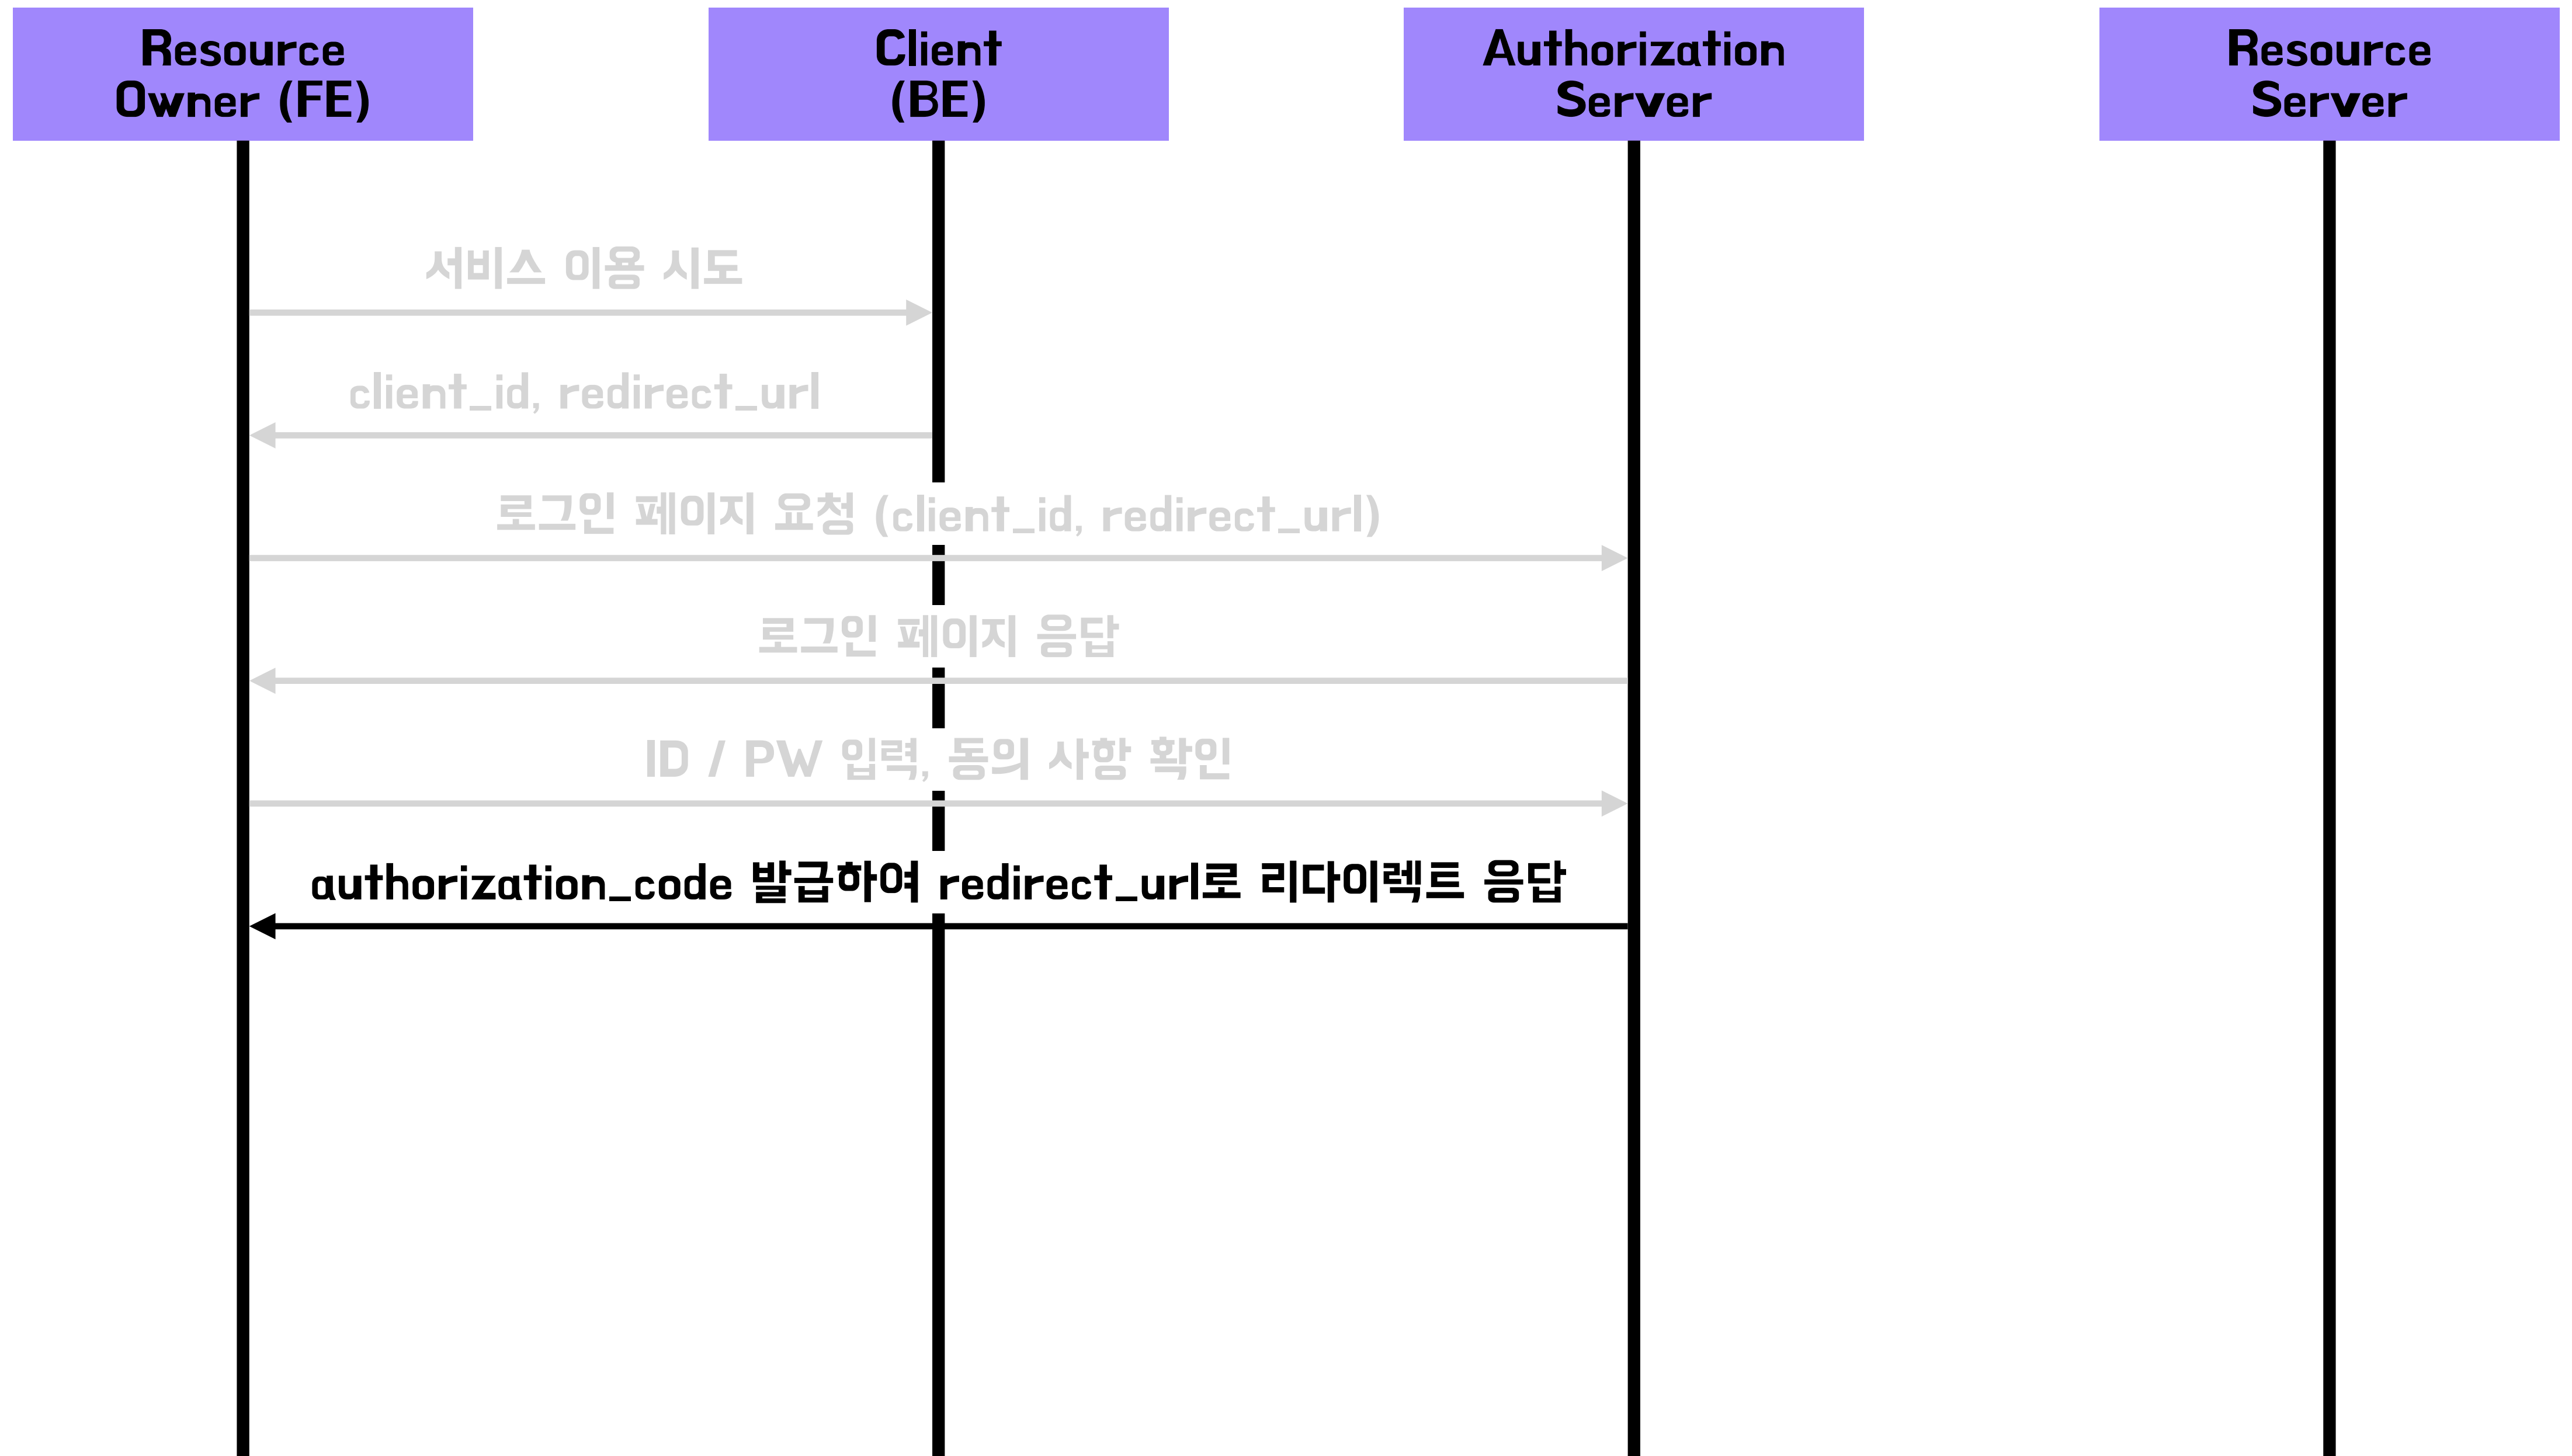 Resource
Owner (FE)
Client
(BE)
Authorization
Server
Resource
Server
서비스 이용 시도
client_id, redirect_url
로그인 페이지 요청 (client_id, redirect_url)
로그인 페이지 응답
ID / PW 입력, 동의 사항 확인
authorization_code 발급하여 redirect_url로 리다이렉트 응답